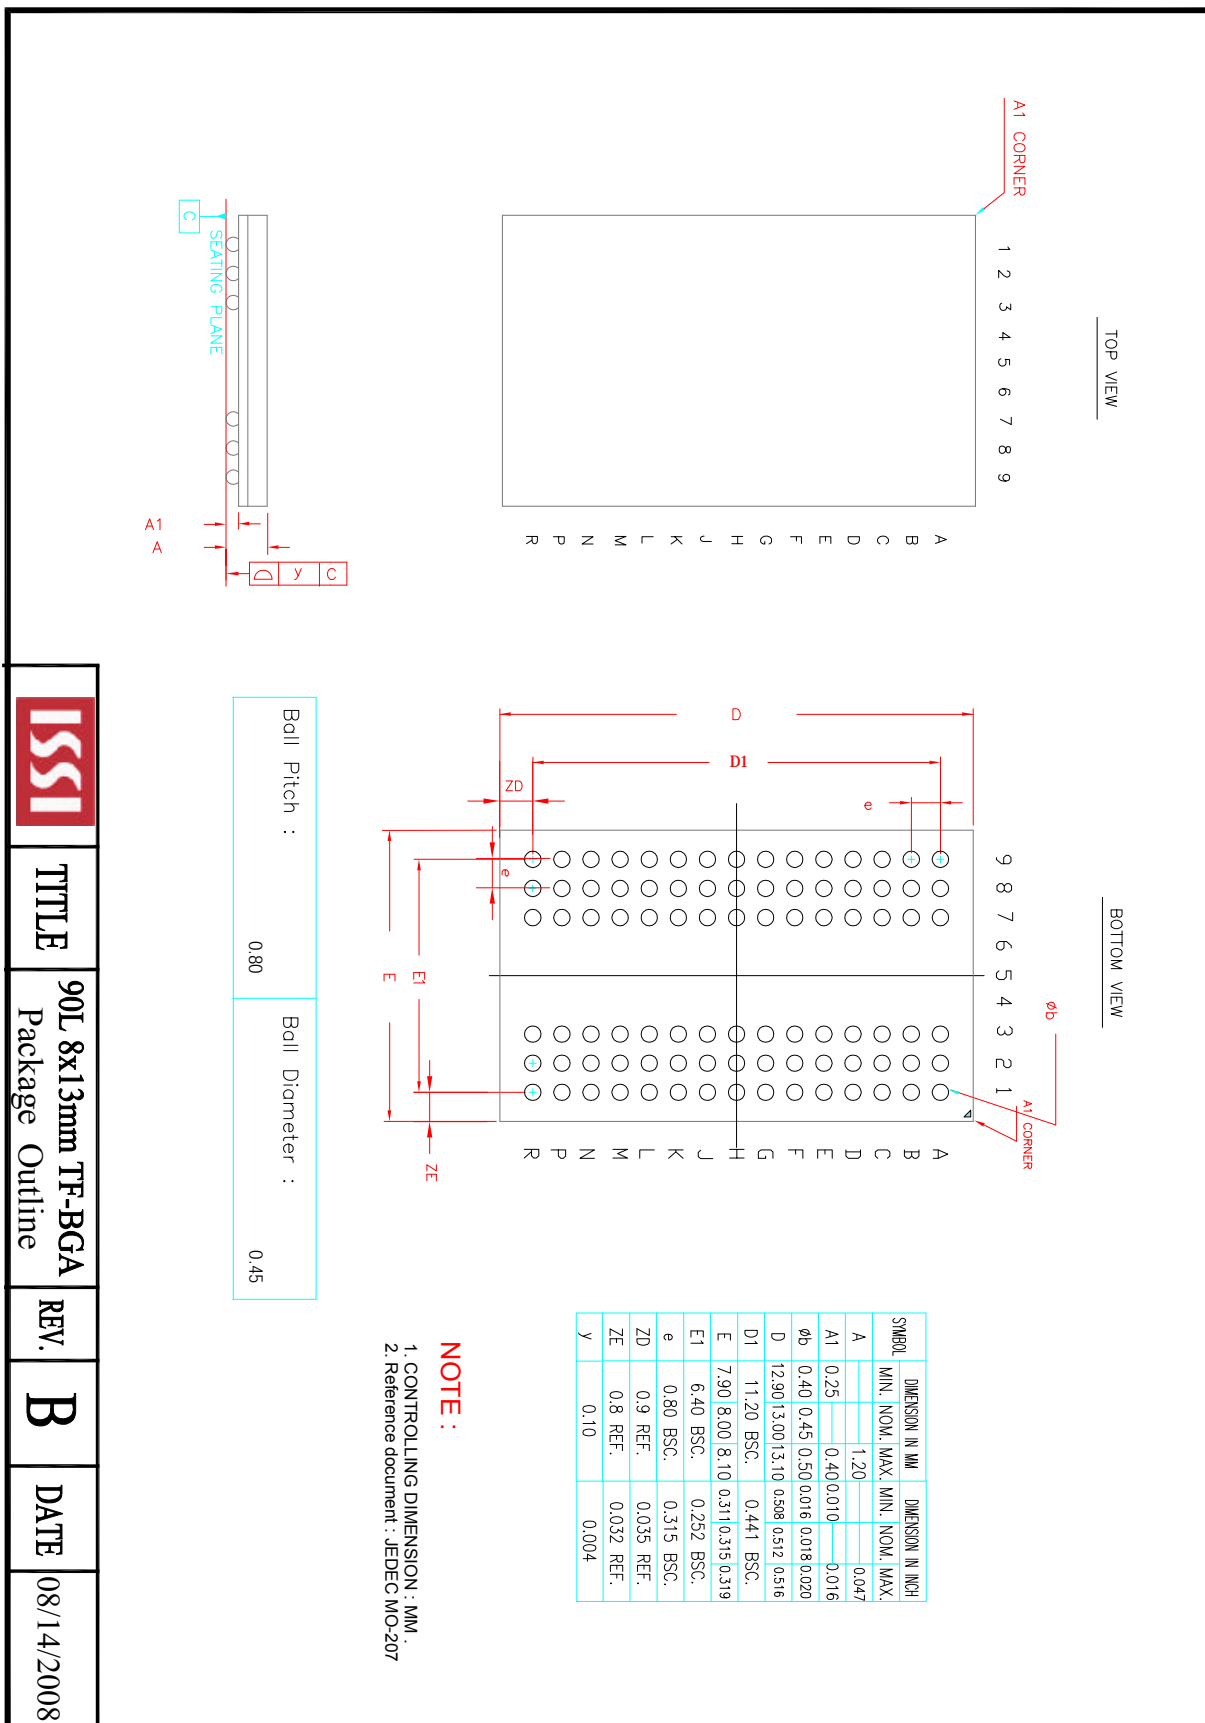 TOP VIEW
A1 CORNER
1 2 3 4 5 6 7 8 9
A
B
C
D
E
F
G
H
J
K
L
M
N
P
R
C
SEATING PLANE
A1
A
y C
BOTTOM VIEW
Øb
A1 CORNER
9 8 7 6 5 4 3 2 1
A
B
C
D
E
F
G
H
J
K
L
M
N
P
R
D
D1
ZD
e
e
E1
E
ZE
SYMBOL DIMENSION IN MM DIMENSION IN INCH
MIN. NOM. MAX. MIN. NOM. MAX.
A 1.20 0.047
A1 0.25 0.40 0.010 0.016
Øb 0.40 0.45 0.50 0.016 0.018 0.020
D 12.90 13.00 13.10 0.508 0.512 0.516
D1 11.20 BSC. 0.441 BSC.
E 7.90 8.00 8.10 0.311 0.315 0.319
E1 6.40 BSC. 0.252 BSC.
e 0.80 BSC. 0.315 BSC.
ZD 0.9 REF. 0.035 REF.
ZE 0.8 REF. 0.032 REF.
y 0.10 0.004
NOTE :
1. CONTROLLING DIMENSION : MM .
2. Reference document : JEDEC MO-207
Ball Pitch :
0.80
Ball Diameter :
0.45
ISSI
TITLE
90L 8x13mm TF-BGA
Package Outline
REV.
B
DATE
08/14/2008